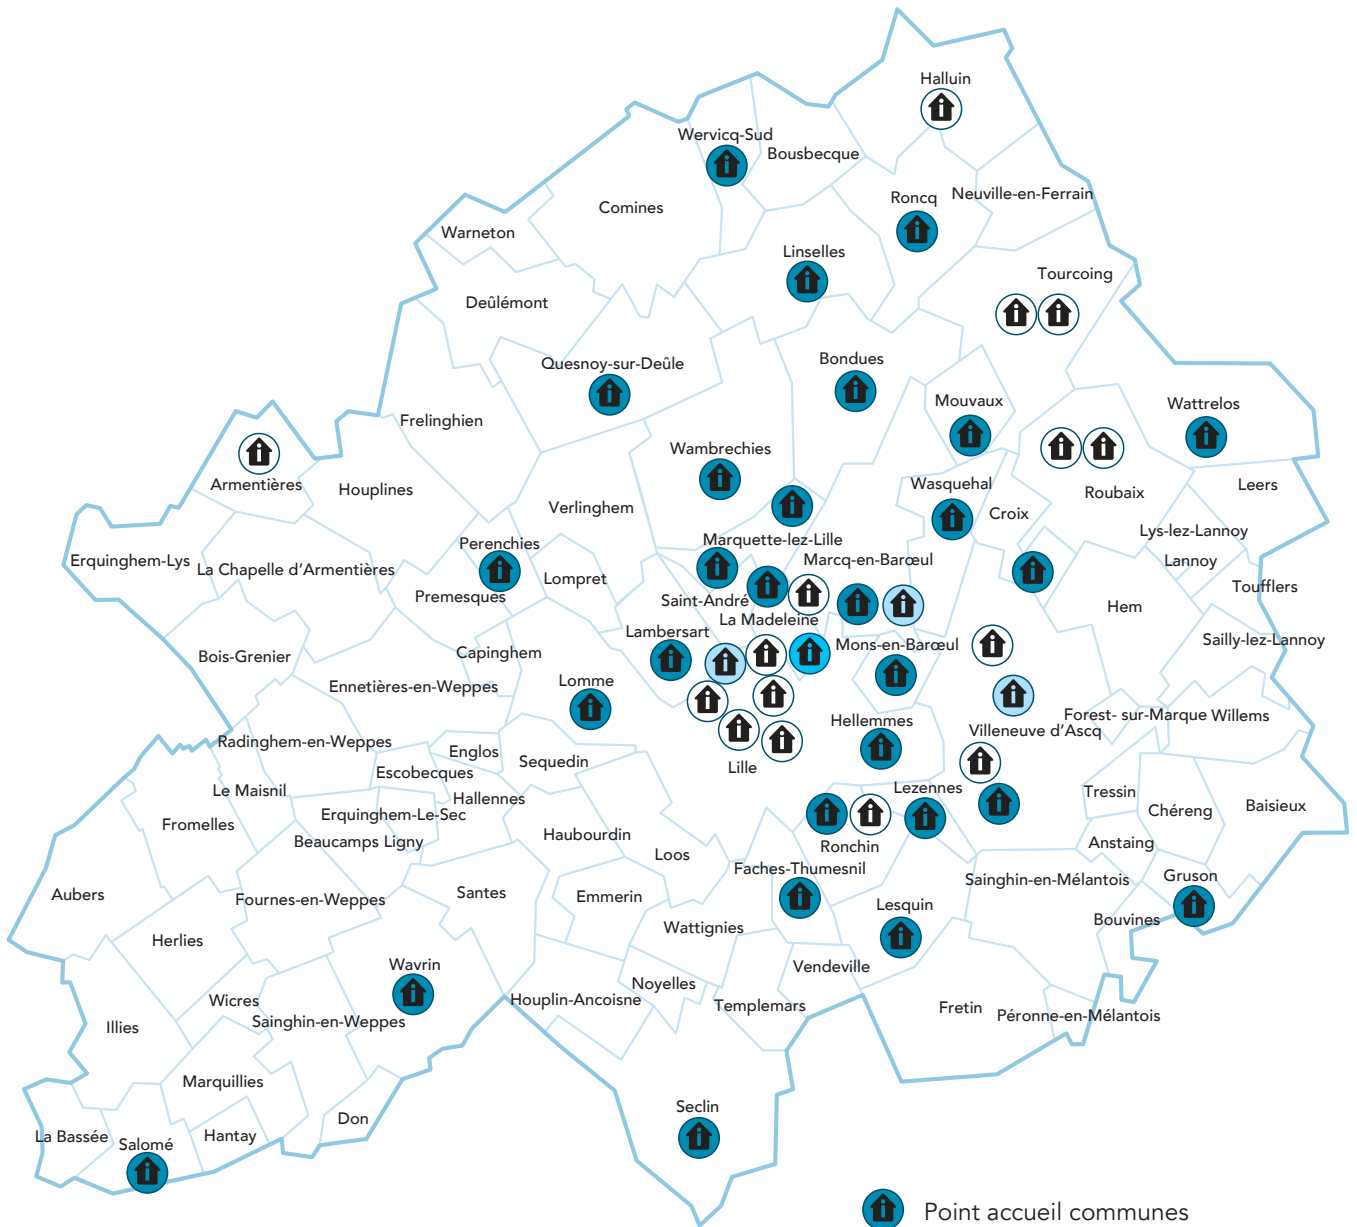 Halluin
Wervicq-Sud
Bousbecque
Neuville-en-Ferrain
Roncq
Comines
Warneton
Linselles
Tourcoing
Deûlémont
Quesnoy-sur-Deûle
Bondues
Mouvaux
Wattrelos
Frelinghien
Wambrechies
Armentières
Houplines
Wasquehal
Roubaix
Leers
Verlinghem
Croix
Lys-lez-Lannoy
Perenchies
Marquette-lez-Lille
Marcq-en-Barœul
Erquinghem-Lys
La Chapelle d’Armentières
Lannoy
Lompret
Toufflers
Premesques
Saint-André
Hem
La Madeleine
Lambersart
Sailly-lez-Lannoy
Mons-en-Barœul
Bois-Grenier
Capinghem
Ennetières-en-Weppes
Lomme
Forest- sur-Marque
Willems
Hellemmes
Villeneuve d’Ascq
Radinghem-en-Weppes
Englos
Sequedin
Lille
Escobecques
Le Maisnil
Hallennes
Lezennes
Tressin
Baisieux
Erquinghem-Le-Sec
Chéreng
Fromelles
Haubourdin
Beaucamps Ligny
Ronchin
Anstaing
Loos
Faches-Thumesnil
Sainghin-en-Mélantois
Gruson
Aubers
Fournes-en-Weppes
Santes
Emmerin
Lesquin
Bouvines
Wattignies
Herlies
Wavrin
Vendeville
Noyelles
Wicres
Houplin-Ancoisne
Templemars
Fretin
Péronne-en-Mélantois
Illies
Sainghin-en-Weppes
Marquillies
Seclin
Don
La Bassée
Salomé
Hantay
Point accueil communes